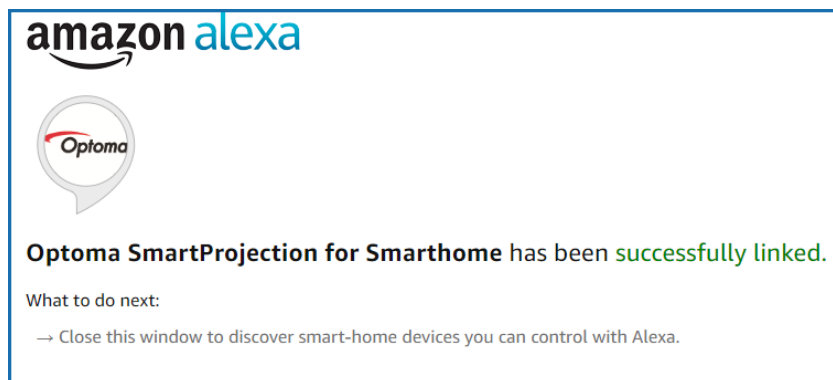 amazon alexa
Optoma
Optoma SmartProjection for Smarthome has been successfully linked.
What to do next:
→ Close this window to discover smart-home devices you can control with Alexa.